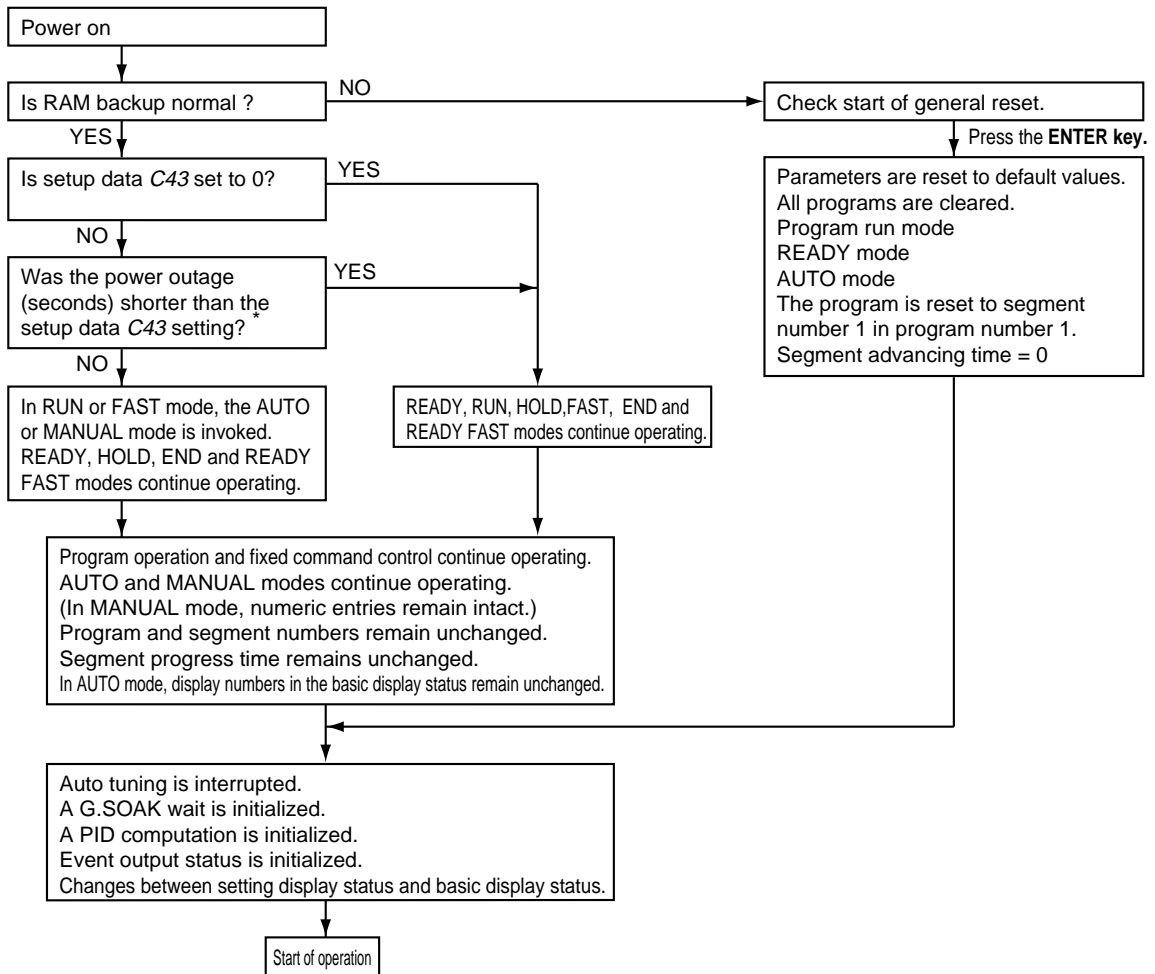 Power on
Is RAM backup normal ?
NO
Check start of general reset.
YES
Press the ENTER key.
Is setup data C43 set to 0?
YES
Parameters are reset to default values.
All programs are cleared.
Program run mode
READY mode
AUTO mode
The program is reset to segment
number 1 in program number 1.
Segment advancing time = 0
NO
Was the power outage
(seconds) shorter than the
setup data C43 setting? *
YES
NO
In RUN or FAST mode, the AUTO
or MANUAL mode is invoked.
READY, HOLD, END and READY
FAST modes continue operating.
READY, RUN, HOLD,FAST, END and
READY FAST modes continue operating.
Program operation and fixed command control continue operating.
AUTO and MANUAL modes continue operating.
(In MANUAL mode, numeric entries remain intact.)
Program and segment numbers remain unchanged.
Segment progress time remains unchanged.
In AUTO mode, display numbers in the basic display status remain unchanged.
Auto tuning is interrupted.
A G.SOAK wait is initialized.
A PID computation is initialized.
Event output status is initialized.
Changes between setting display status and basic display status.
Start of operation